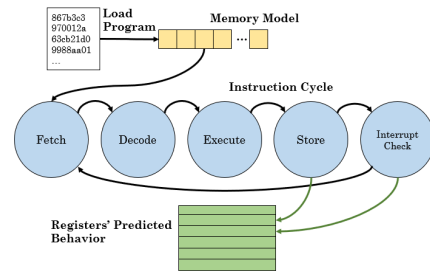 867b3c3
970012a
63cb21d0
9988aa01
...
Load
Program
Memory Model
...
Instruction Cycle
Fetch
Decode
Execute
Store
Interrupt
Check
Registers' Predicted
Behavior